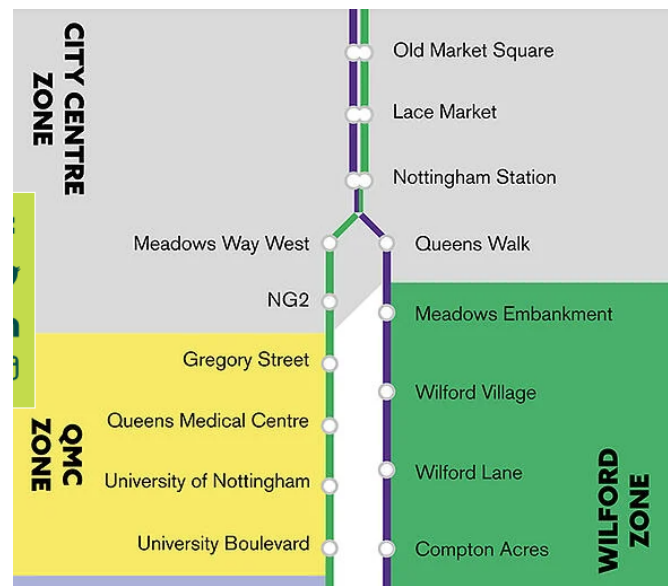 CITY CENTRE
ZONE
Old Market Square
Lace Market
Nottingham Station
Meadows Way West
Queens Walk
NG2
Meadows Embankment
Gregory Street
Wilford Village
QMC
ZONE
Queens Medical Centre
WILFORD
ZONE
Wilford Lane
University of Nottingham
University Boulevard
Compton Acres